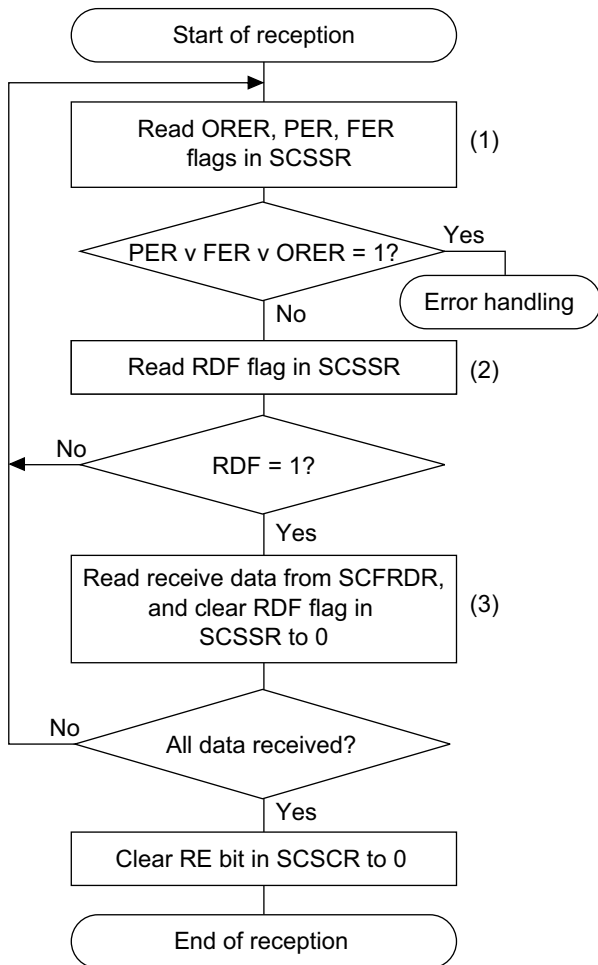 Start of reception
Read ORER, PER, FER
flags in SCSSR
(1)
PER v FER v ORER = 1?
Yes
Error handling
No
Read RDF flag in SCSSR
(2)
No
RDF = 1?
Yes
Read receive data from SCFRDR,
and clear RDF flag in
SCSSR to 0
(3)
No
All data received?
Yes
Clear RE bit in SCSCR to 0
End of reception